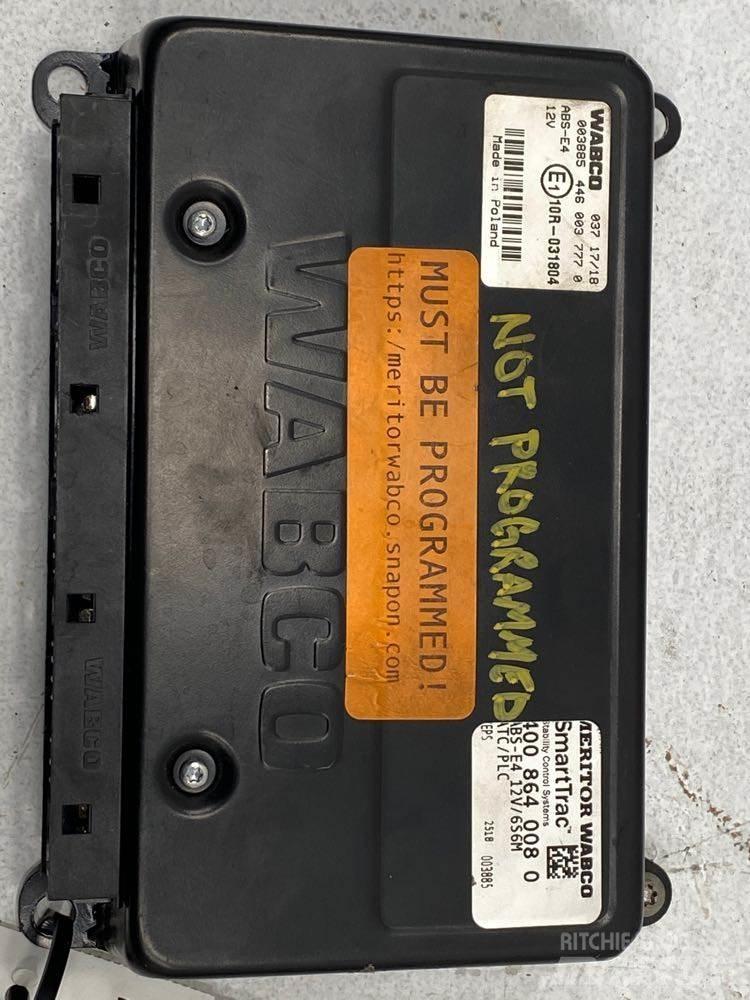 WABCO 037 17/18
003885 446 003 777 0
ABS-E4
12V
E1 10R-031804
Made in Poland
NOT PROGRAMMED
MUST BE PROGRAMMED!
https:/meritorwabco.snapon.com
WABCO
MERITOR WABCO
SmartTrac™
Stability Control Systems
400 864 008 0
ABS-E4 12V/6S6M
ATC/PLC
EPS 2518 003885
WABCO
WABCO